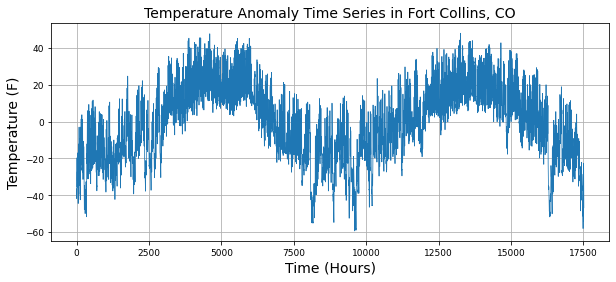 Temperature Anomaly Time Series in Fort Collins, CO
Temperature (F)
40
20
0
−20
−40
−60
0 2500 5000 7500 10000 12500 15000 17500
Time (Hours)